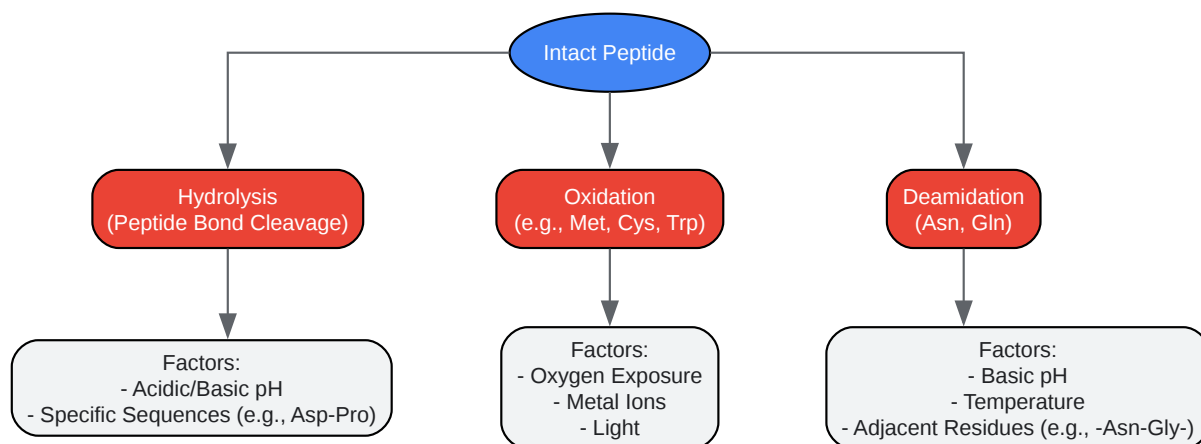 Intact Peptide
Hydrolysis
(Peptide Bond Cleavage)
Oxidation
(e.g., Met, Cys, Trp)
Deamidation
(Asn, Gln)
Factors:
- Acidic/Basic pH
- Specific Sequences (e.g., Asp-Pro)
Factors:
- Oxygen Exposure
- Metal Ions
- Light
Factors:
- Basic pH
- Temperature
- Adjacent Residues (e.g., -Asn-Gly-)